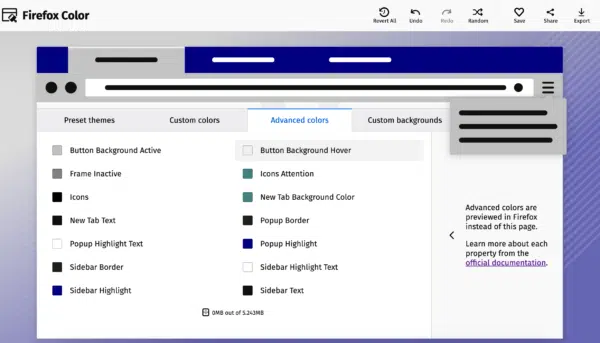 Firefox Color
Revert All Undo Redo Random Save Share Export
Preset themes Custom colors Advanced colors Custom backgrounds
Button Background Active Button Background Hover
Frame Inactive Icons Attention
Icons New Tab Background Color
New Tab Text Popup Border
Popup Highlight Text Popup Highlight
Sidebar Border Sidebar Highlight Text
Sidebar Highlight Sidebar Text
0MB out of 5.243MB
Advanced colors are
previewed in Firefox
instead of this page.
Learn more about each
property from the
official documentation.